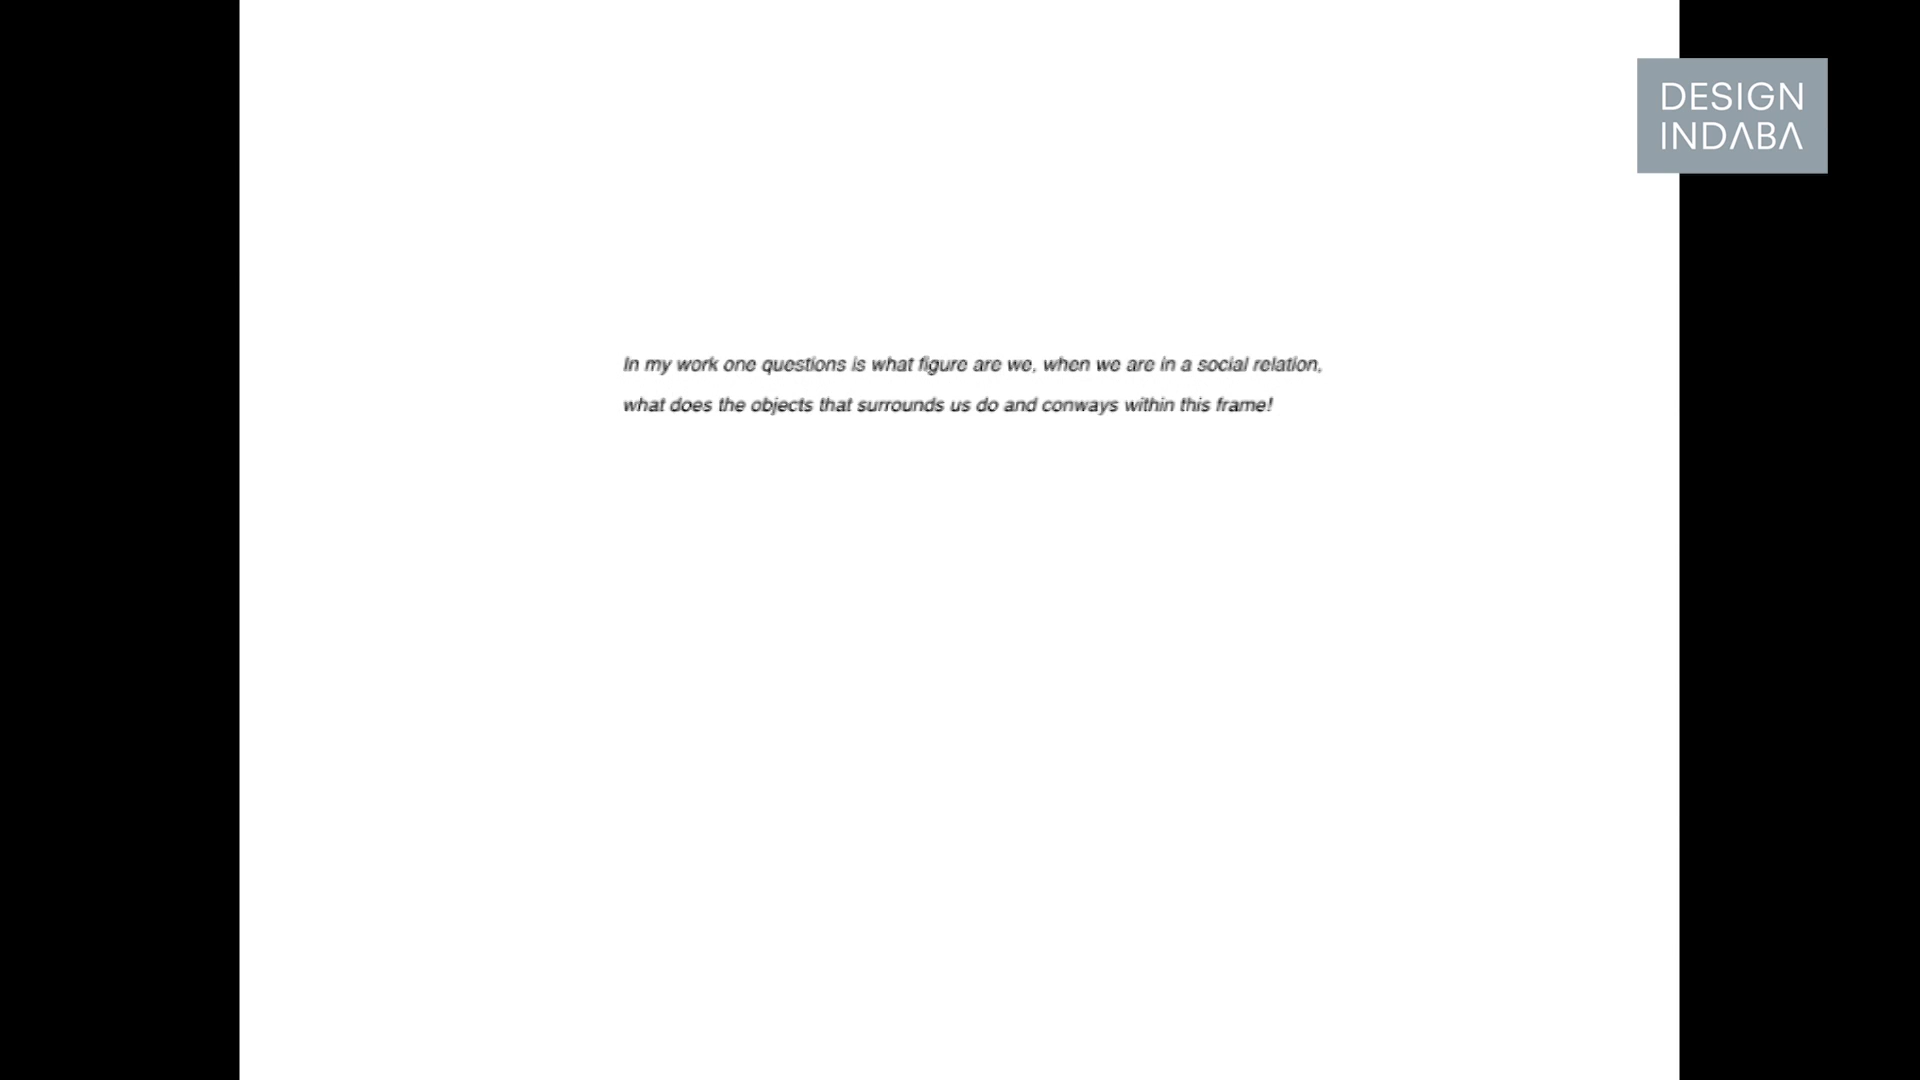 DESIGN
INDABA
In my work one questions is what figure are we, when we are in a social relation,
what does the objects that surrounds us do and conways within this frame!